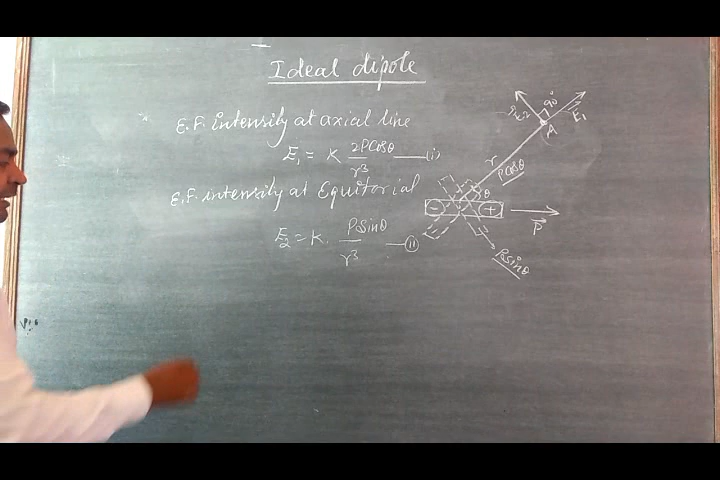 Ideal dipole
E.F. intensity at axial line
E₁ = K 2PCosθ/r³ —(i)
E.F. intensity at Equitorial
E₂ = K. PSinθ/r³ —(ii)
E₂ 90° E₁
A
r
PCosθ
θ
- +
P
PSinθ